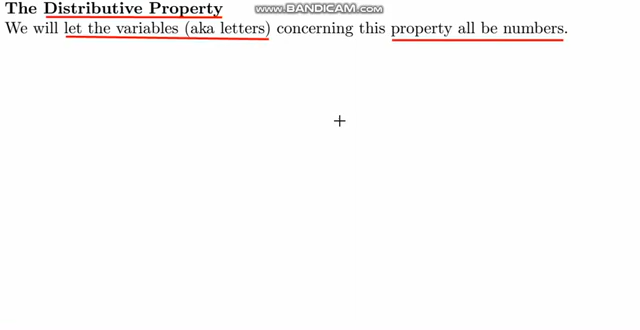 The Distributive Property
www.BANDICAM.com
We will let the variables (aka letters) concerning this property all be numbers.